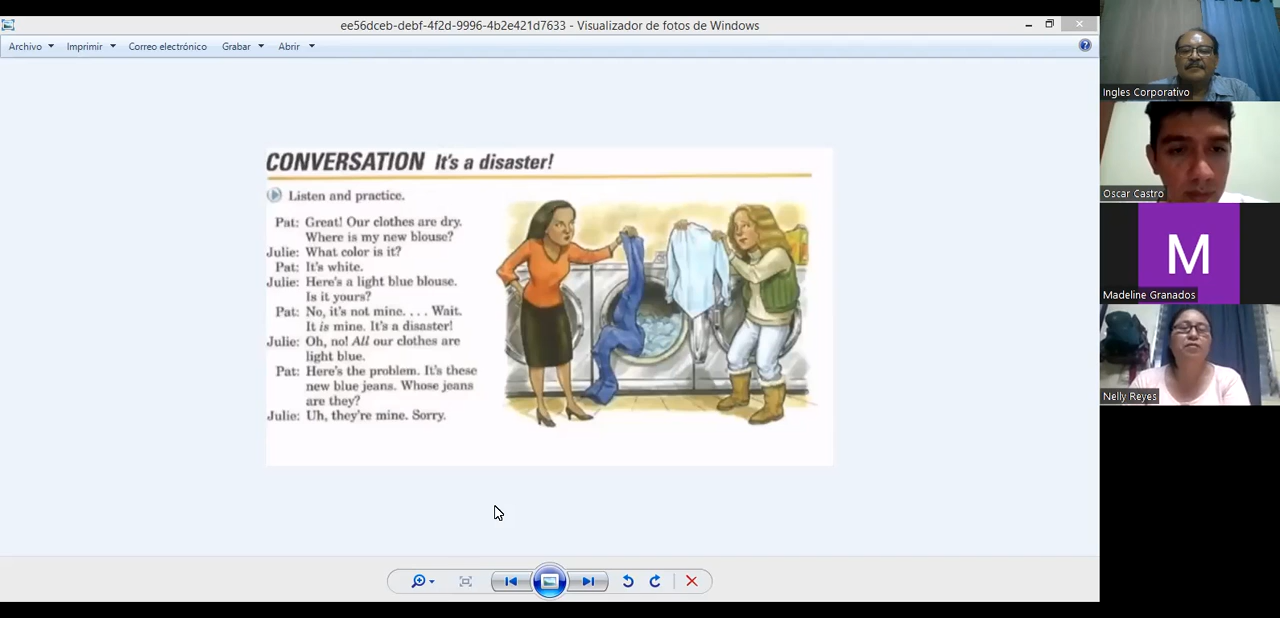 ee56dceb-debf-4f2d-9996-4b2e421d7633 - Visualizador de fotos de Windows
Archivo Imprimir Correo electrónico Grabar Abrir
CONVERSATION It's a disaster!
Listen and practice.
Pat: Great! Our clothes are dry.
Where is my new blouse?
Julie: What color is it?
Pat: It's white.
Julie: Here's a light blue blouse.
Is it yours?
Pat: No, it's not mine. . . . Wait.
It is mine. It's a disaster!
Julie: Oh, no! All our clothes are
light blue.
Pat: Here's the problem. It's these
new blue jeans. Whose jeans
are they?
Julie: Uh, they're mine. Sorry.
Ingles Corporativo
Oscar Castro
M
Madeline Granados
Nelly Reyes